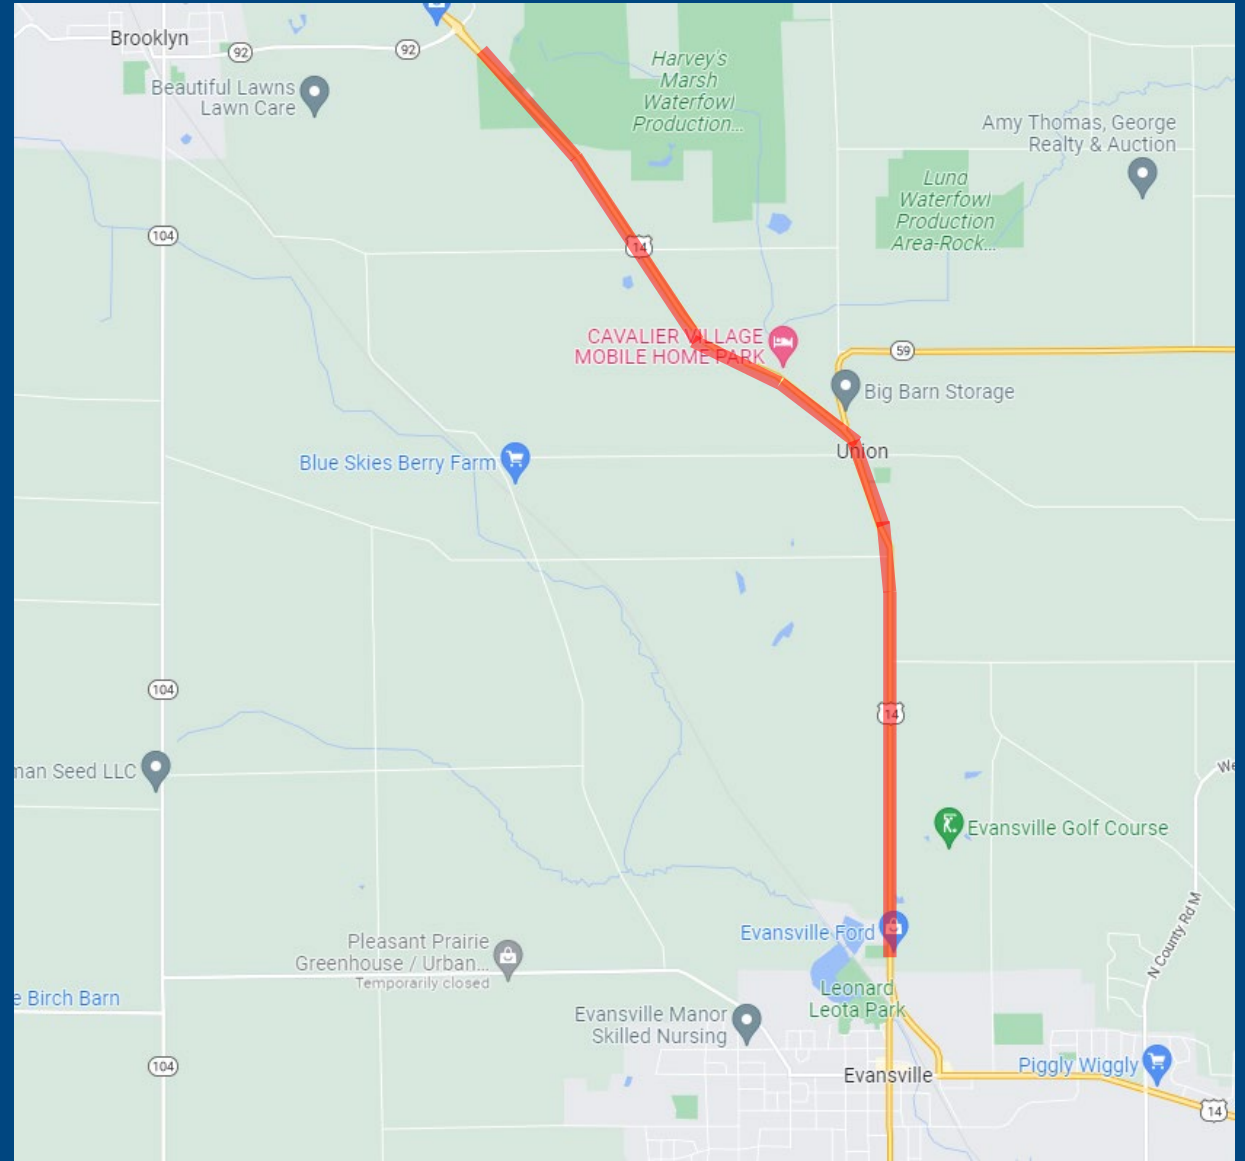 Brooklyn
92
92
Beautiful Lawns
Lawn Care
Harvey's
Marsh
Waterfowl
Production...
Amy Thomas, George
Realty & Auction
Lund
Waterfowl
Production
Area-Rock...
104
14
CAVALIER VILLAGE
MOBILE HOME PARK
59
Big Barn Storage
Union
Blue Skies Berry Farm
104
14
man Seed LLC
We
Evansville Golf Course
N County Rd M
Evansville Ford
Pleasant Prairie
Greenhouse / Urban...
Temporarily closed
e Birch Barn
Leonard
Leota Park
Evansville Manor
Skilled Nursing
104
Evansville
Piggly Wiggly
14